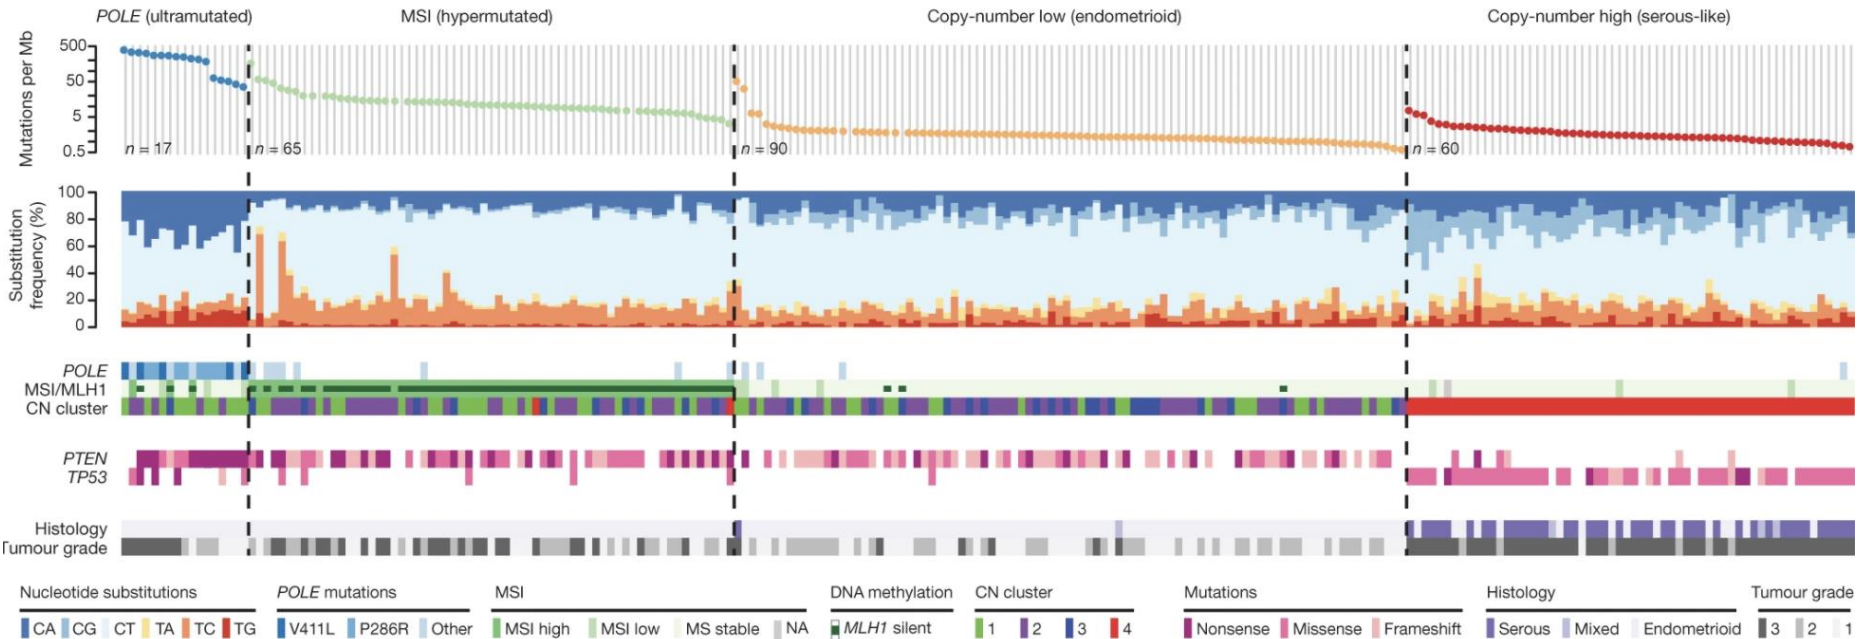 POLE (ultramutated) MSI (hypermutated) Copy-number low (endometrioid) Copy-number high (serous-like)
Mutations per Mb
500
50
5
0.5
n = 17 n = 65 n = 90 n = 60
Substitution
frequency (%)
100
80
60
40
20
0
POLE
MSI/MLH1
CN cluster
PTEN
TP53
Histology
Tumour grade
Nucleotide substitutions POLE mutations MSI DNA methylation CN cluster Mutations Histology Tumour grade
CA CG CT TA TC TG V411L P286R Other MSI high MSI low MS stable NA MLH1 silent 1 2 3 4 Nonsense Missense Frameshift Serous Mixed Endometrioid 3 2 1